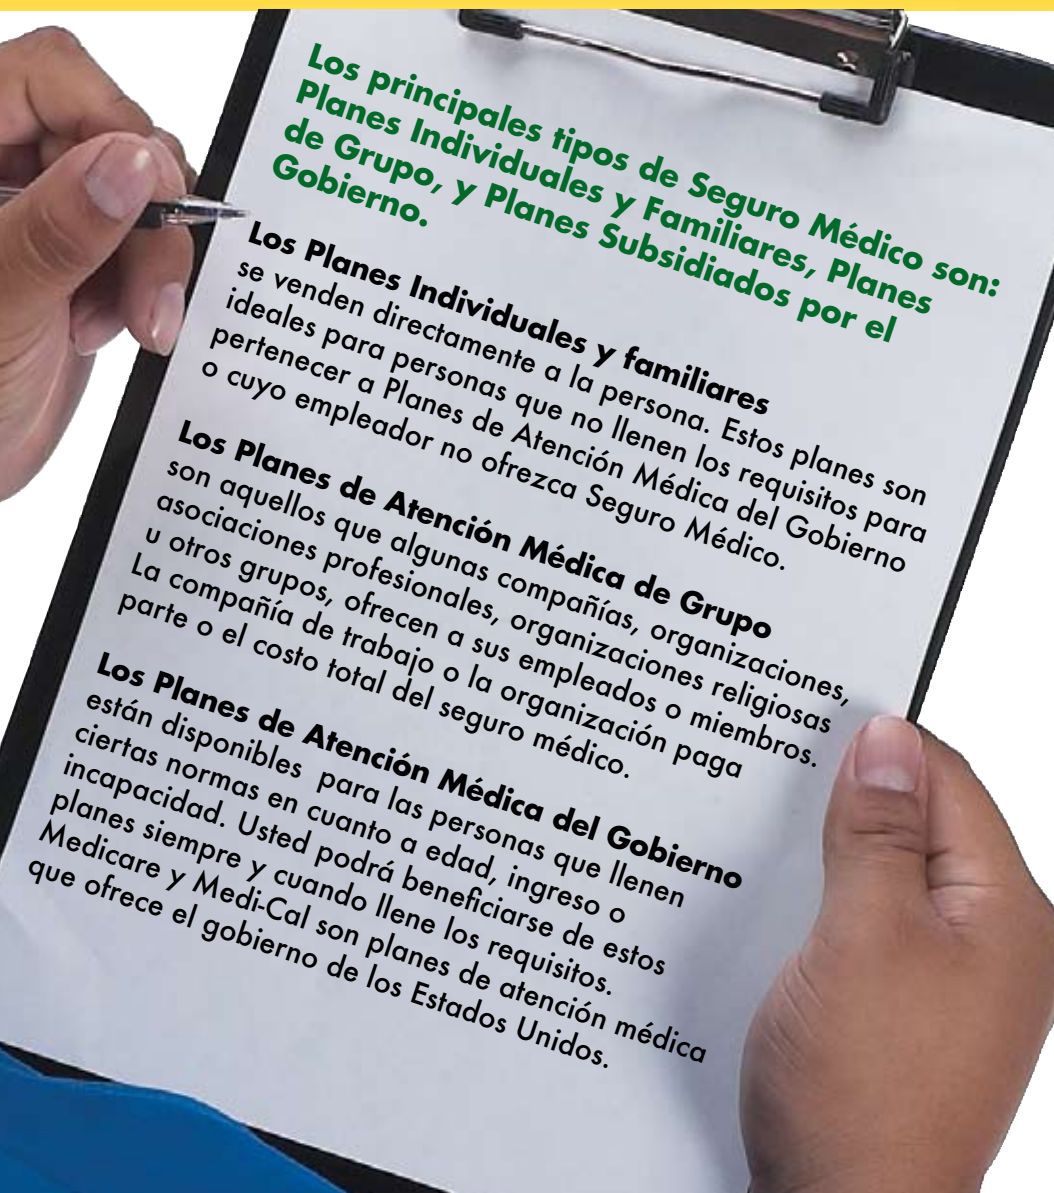 Los principales tipos de Seguro Médico son:
Planes Individuales y Familiares, Planes
de Grupo, y Planes Subsidiados por el
Gobierno.
Los Planes Individuales y familiares
se venden directamente a la persona. Estos planes son
ideales para personas que no llenen los requisitos para
pertenecer a Planes de Atención Médica del Gobierno
o cuyo empleador no ofrezca Seguro Médico.
Los Planes de Atención Médica de Grupo
son aquellos que algunas compañías, organizaciones,
asociaciones profesionales, organizaciones religiosas
u otros grupos, ofrecen a sus empleados o miembros.
La compañía de trabajo o la organización paga
parte o el costo total del seguro médico.
Los Planes de Atención Médica del Gobierno
están disponibles para las personas que llenen
ciertas normas en cuanto a edad, ingreso o
incapacidad. Usted podrá beneficiarse de estos
planes siempre y cuando llene los requisitos.
Medicare y Medi-Cal son planes de atención médica
que ofrece el gobierno de los Estados Unidos.